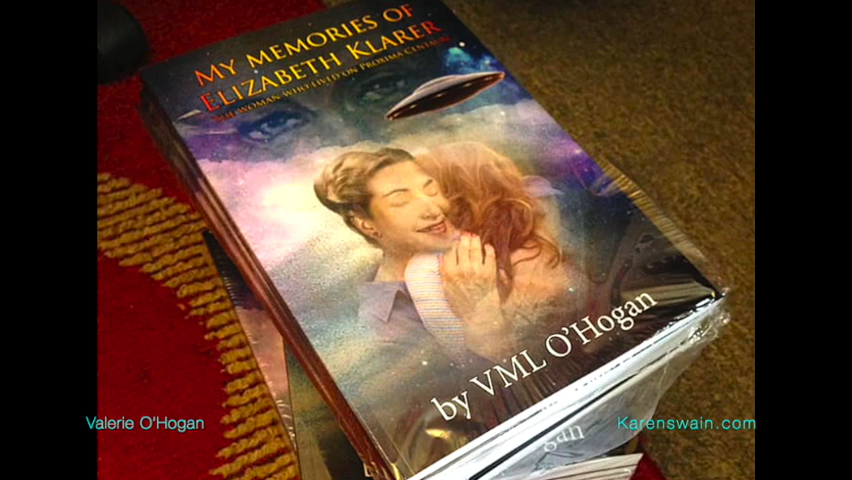 MY MEMORIES OF
ELIZABETH KLARER
THE WOMAN WHO LIVED ON PROXIMA CENTAURI
by VML O'Hogan
Valerie O'Hogan
Karenswain.com
gan